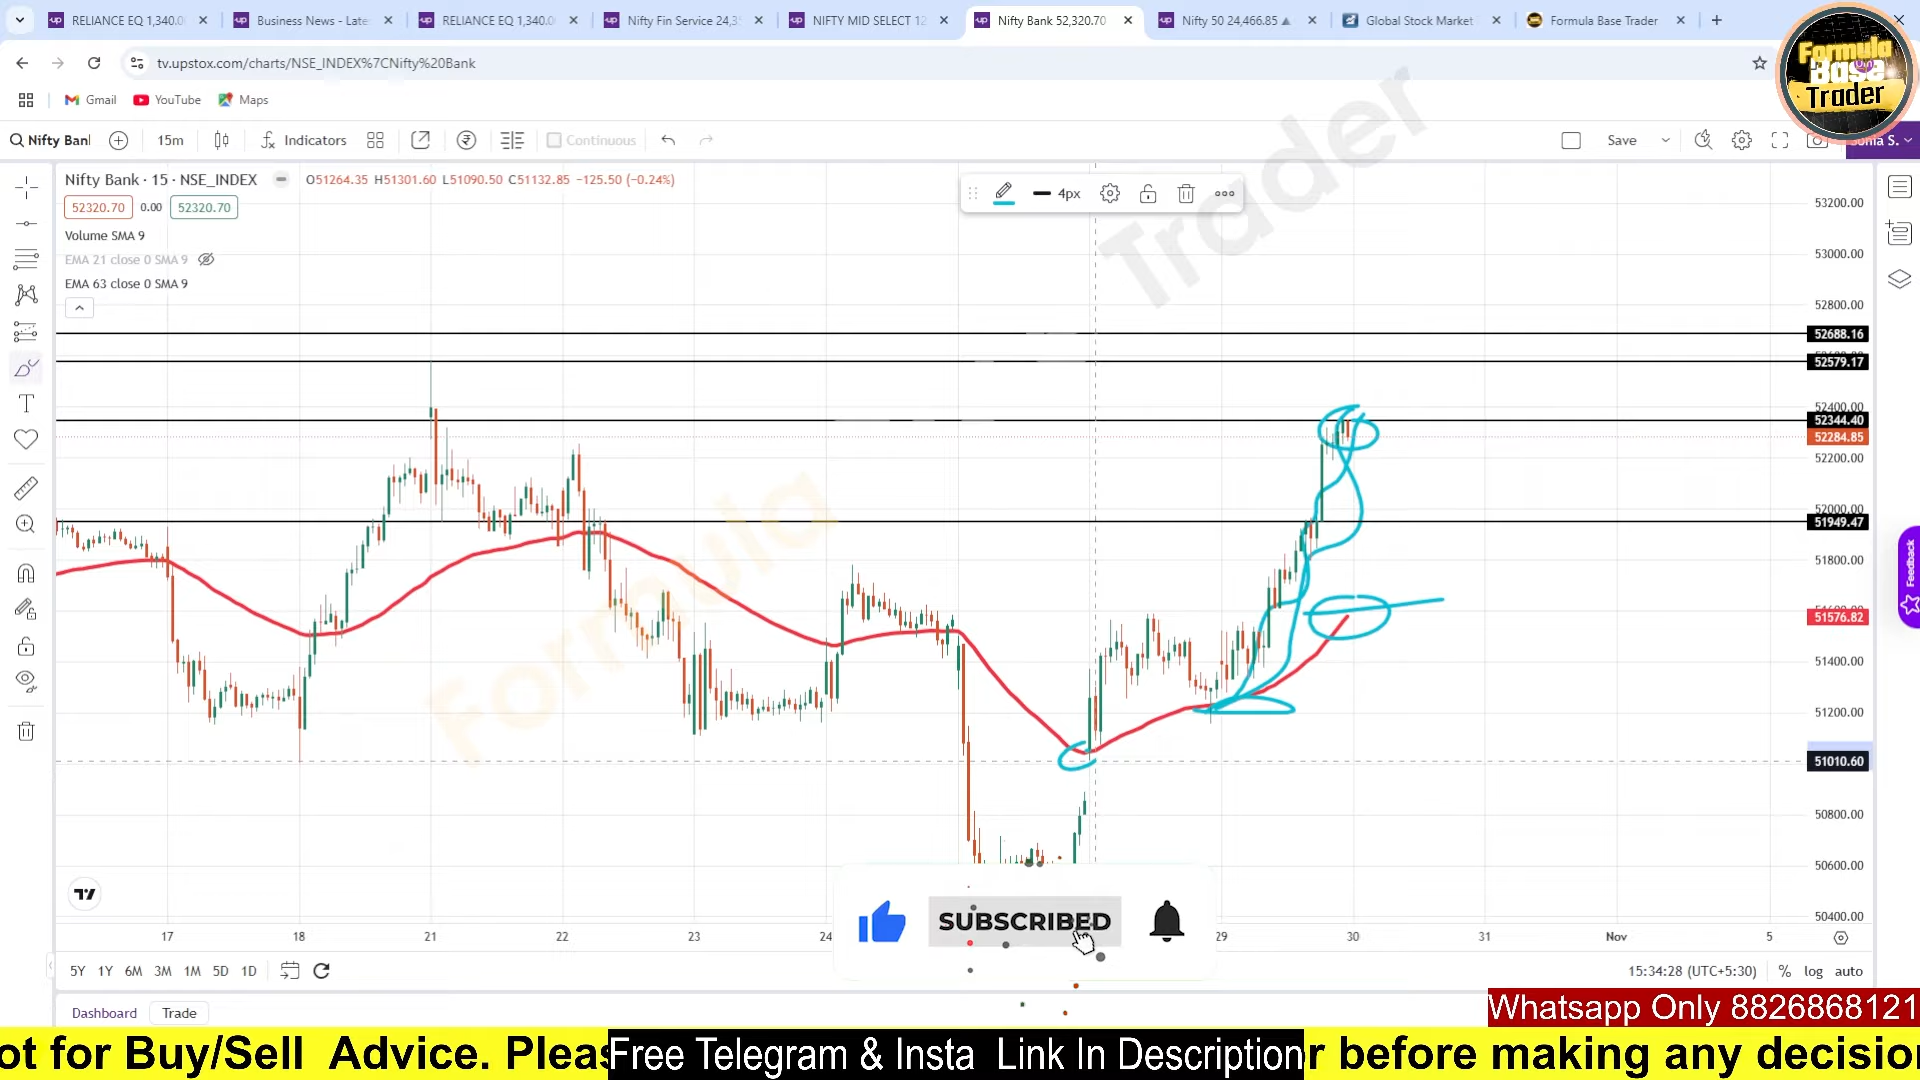 RELIANCE EQ 1,340.0
Business News - Late
RELIANCE EQ 1,340.0
Nifty Fin Service 24,3
NIFTY MID SELECT 12
Nifty Bank 52,320.70
Nifty 50 24,466.85 ▲
Global Stock Market
Formula Base Trader
tv.upstox.com/charts/NSE_INDEX%7CNifty%20Bank
Gmail
YouTube
Maps
Formula
Base
Trader
Nifty Banl
15m
Indicators
Continuous
Save
onia S.
Nifty Bank · 15 · NSE_INDEX
O51264.35 H51301.60 L51090.50 C51132.85 −125.50 (−0.24%)
4px
52320.70 0.00 52320.70
Volume SMA 9
EMA 21 close 0 SMA 9
EMA 63 close 0 SMA 9
Trader
Formula
53200.00
53000.00
52800.00
52688.16
52579.17
52400.00
52344.40
52284.85
52200.00
52000.00
51949.47
51800.00
51576.82
51400.00
51200.00
51010.60
50800.00
50600.00
50400.00
Feedback
SUBSCRIBED
17 18 21 22 23 24 29 30 31 Nov 5
5Y 1Y 6M 3M 1M 5D 1D
15:34:28 (UTC+5:30) % log auto
Dashboard Trade
Whatsapp Only 8826868121
ot for Buy/Sell Advice. Pleas
Free Telegram & Insta Link In Description
r before making any decisio